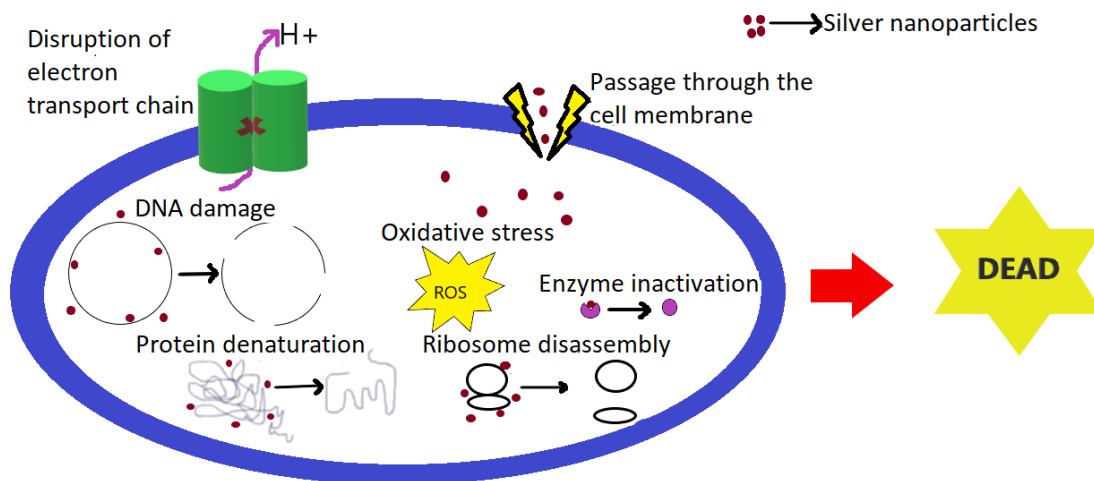 Disruption of
electron
transport chain
H+
Silver nanoparticles
Passage through the
cell membrane
DNA damage
Oxidative stress
ROS
Enzyme inactivation
DEAD
Protein denaturation
Ribosome disassembly